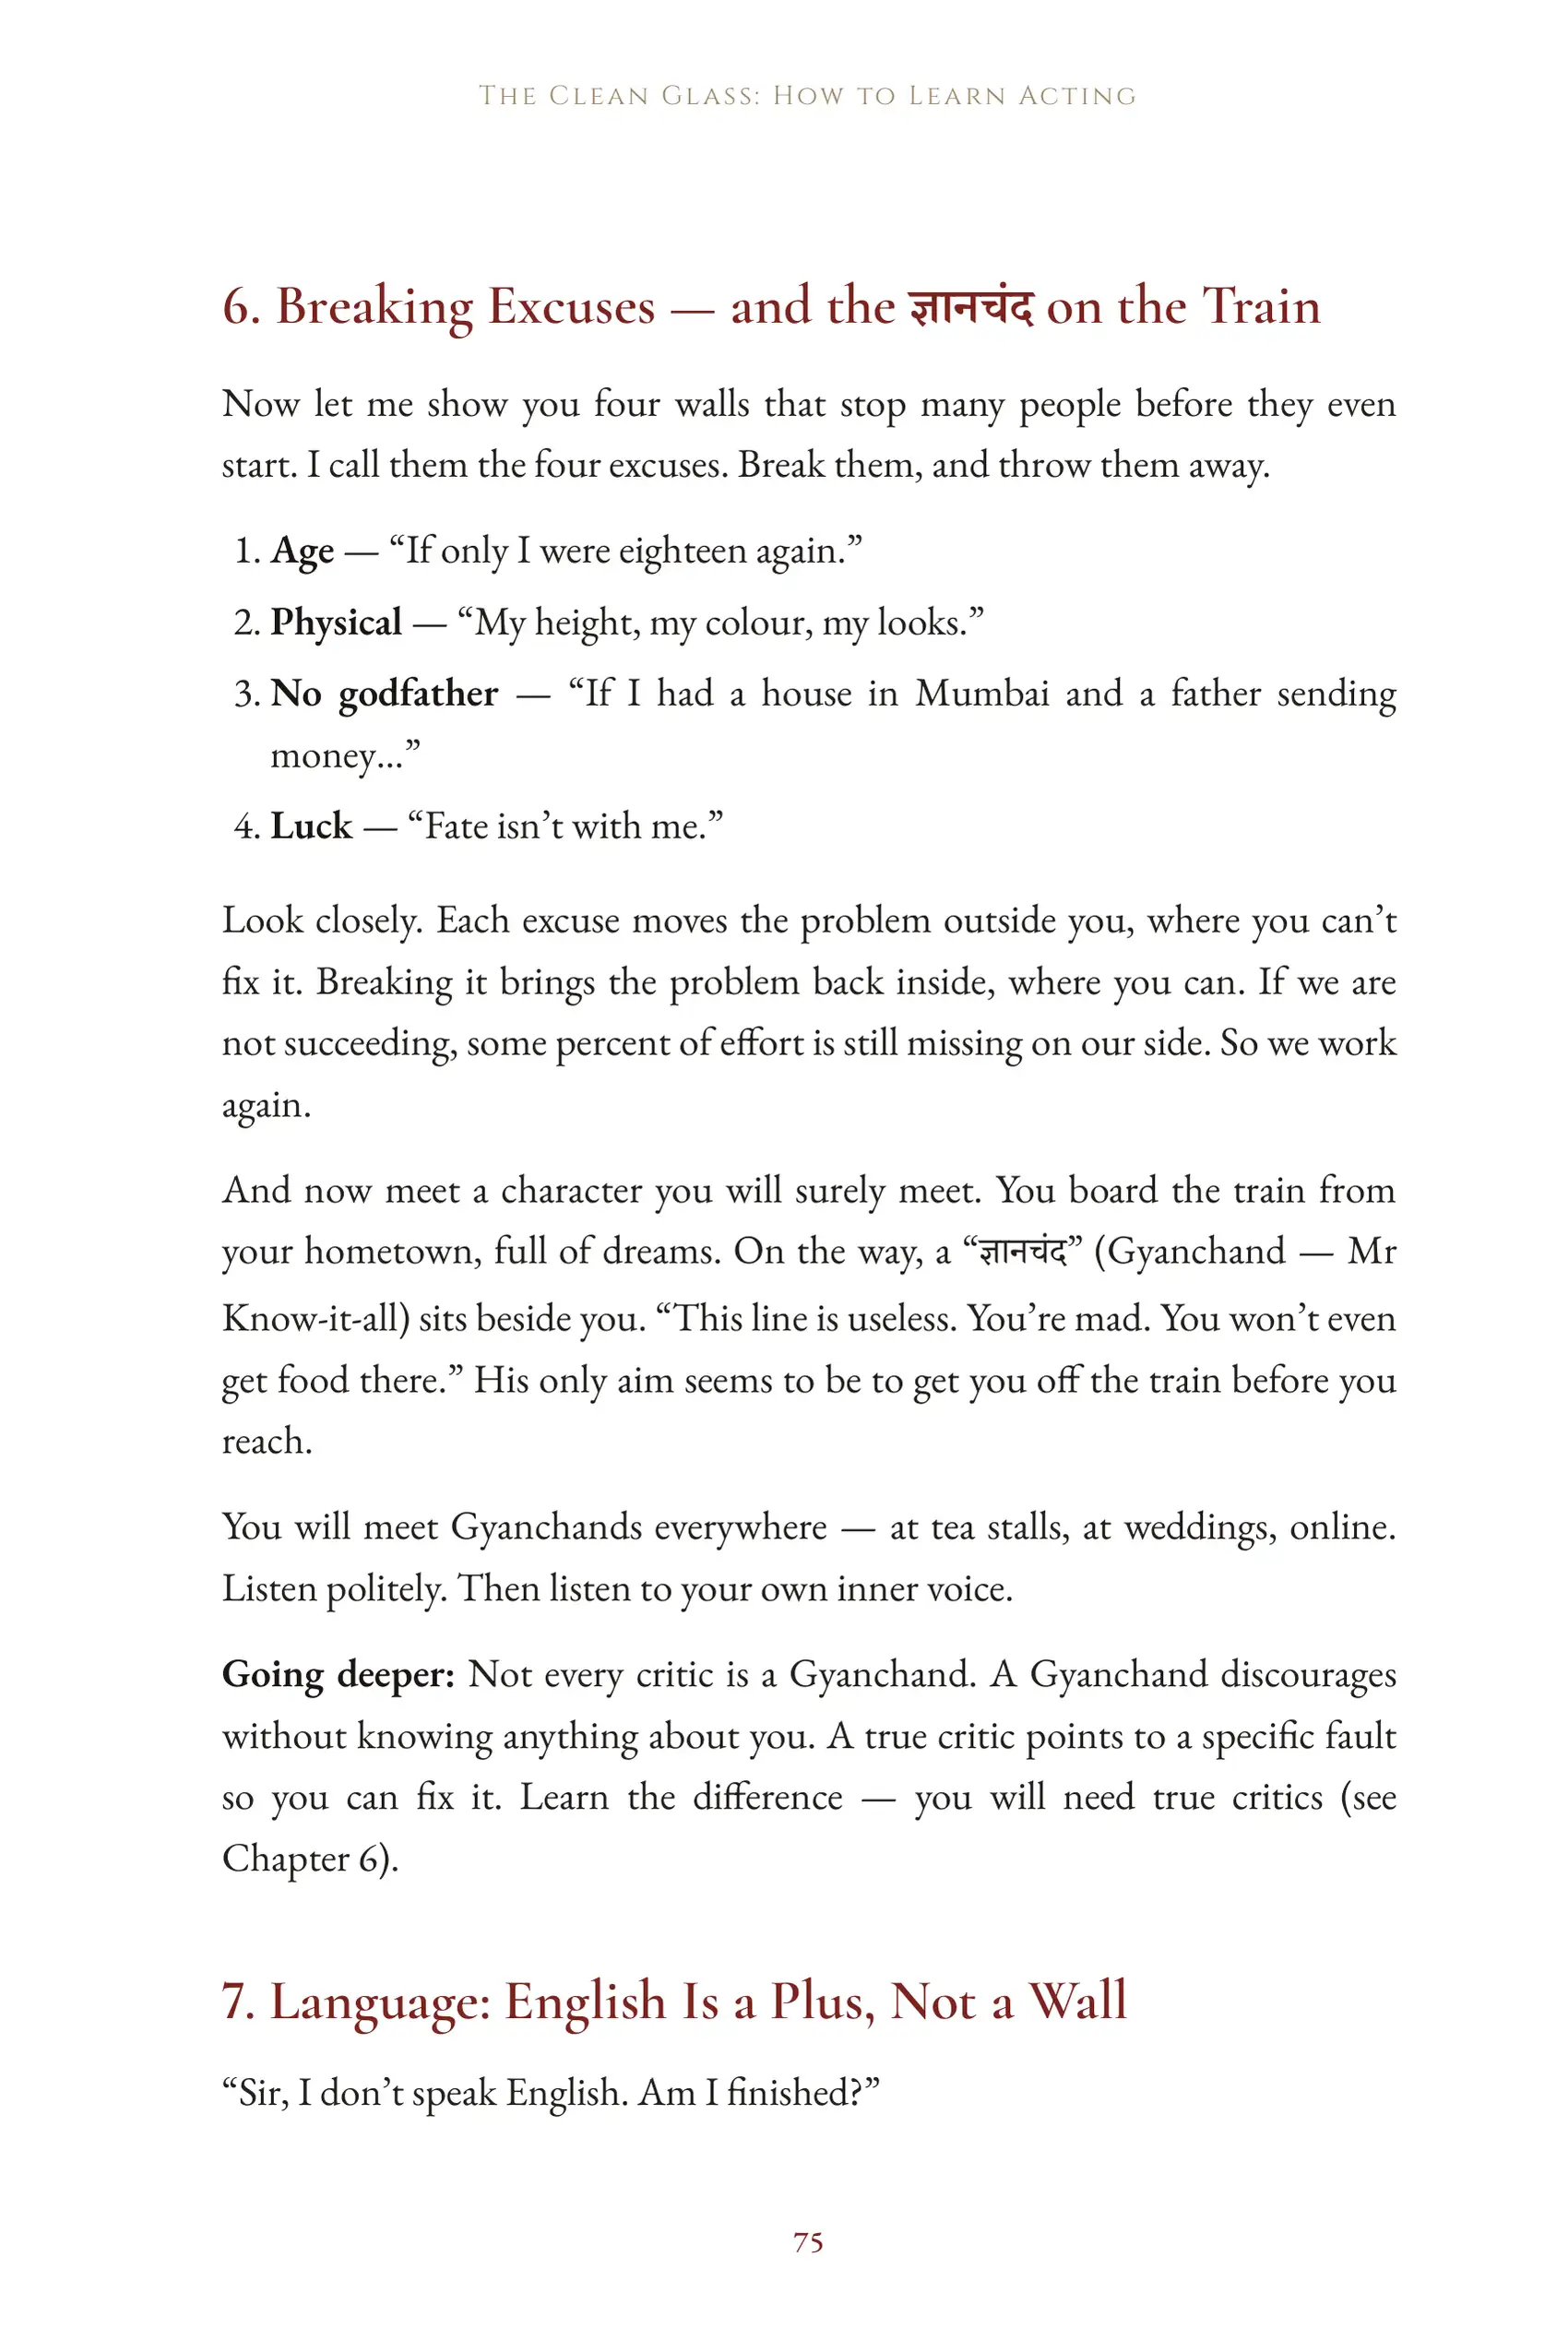 The Clean Glass: How to Learn Acting
6. Breaking Excuses — and the ज्ञानचंद on the Train
Now let me show you four walls that stop many people before they even
start. I call them the four excuses. Break them, and throw them away.
1. Age — “If only I were eighteen again.”
2. Physical — “My height, my colour, my looks.”
3. No godfather — “If I had a house in Mumbai and a father sending
money…”
4. Luck — “Fate isn’t with me.”
Look closely. Each excuse moves the problem outside you, where you can’t
fix it. Breaking it brings the problem back inside, where you can. If we are
not succeeding, some percent of effort is still missing on our side. So we work
again.
And now meet a character you will surely meet. You board the train from
your hometown, full of dreams. On the way, a “ज्ञानचंद” (Gyanchand — Mr
Know-it-all) sits beside you. “This line is useless. You’re mad. You won’t even
get food there.” His only aim seems to be to get you off the train before you
reach.
You will meet Gyanchands everywhere — at tea stalls, at weddings, online.
Listen politely. Then listen to your own inner voice.
Going deeper: Not every critic is a Gyanchand. A Gyanchand discourages
without knowing anything about you. A true critic points to a specific fault
so you can fix it. Learn the difference — you will need true critics (see
Chapter 6).
7. Language: English Is a Plus, Not a Wall
“Sir, I don’t speak English. Am I finished?”
75